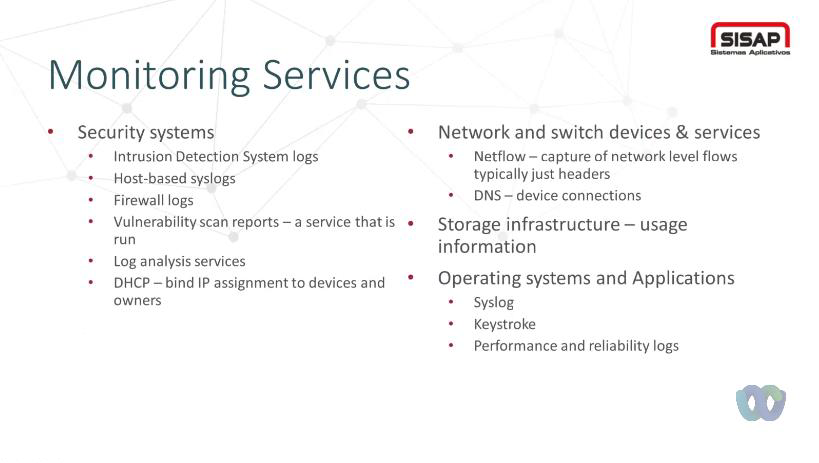 SISAP
Sistemas Aplicativos
Monitoring Services
• Security systems
• Intrusion Detection System logs
• Host-based syslogs
• Firewall logs
• Vulnerability scan reports – a service that is
run
• Log analysis services
• DHCP – bind IP assignment to devices and
owners
• Network and switch devices & services
• Netflow – capture of network level flows
typically just headers
• DNS – device connections
• Storage infrastructure – usage
information
• Operating systems and Applications
• Syslog
• Keystroke
• Performance and reliability logs